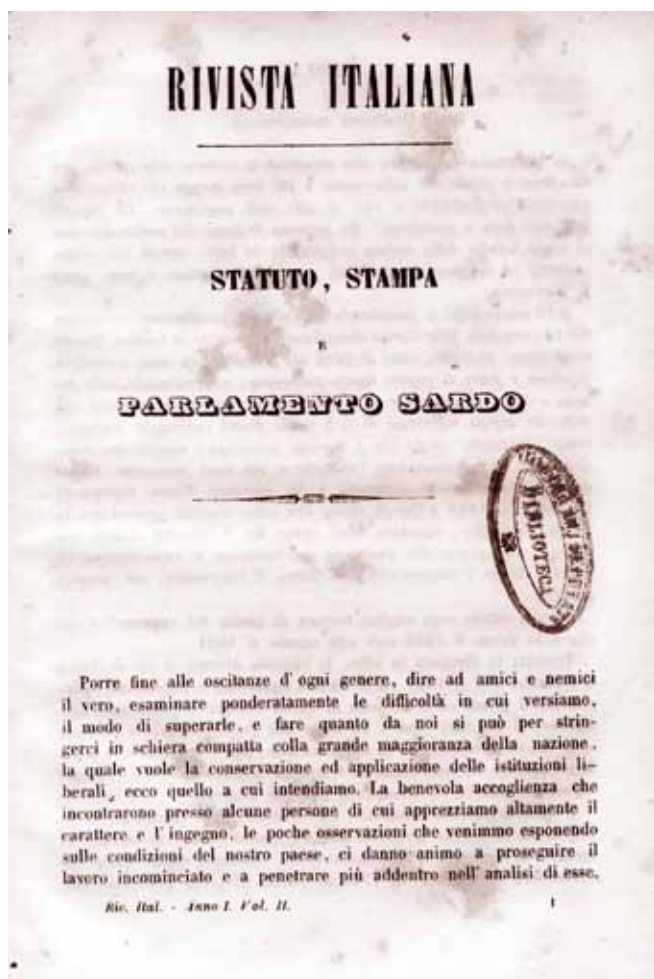 RIVISTA ITALIANA
STATUTO, STAMPA
E
PARLAMENTO SARDO
CAMERA DEI DEPUTATI
BIBLIOTECA
Porre fine alle oscitanze d'ogni genere, dire ad amici e nemici
il vero, esaminare ponderatamente le difficoltà in cui versiamo,
il modo di superarle, e fare quanto da noi si può per strin-
gerci in schiera compatta colla grande maggioranza della nazione,
la quale vuole la conservazione ed applicazione delle istituzioni li-
berali, ecco quello a cui intendiamo. La benevola accoglienza che
incontrarono presso alcune persone di cui apprezziamo altamente il
carattere e l'ingegno, le poche osservazioni che venimmo esponendo
sulle condizioni del nostro paese, ci danno animo a proseguire il
lavoro incominciato e a penetrare più addentro nell'analisi di esse.
Riv. Ital. - Anno I. Vol. II. 1